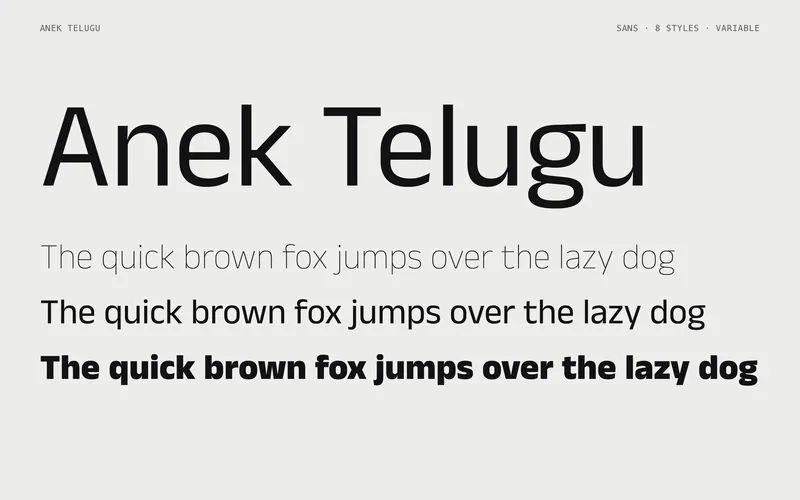 ANEK TELUGU
SANS · 8 STYLES · VARIABLE
Anek Telugu
The quick brown fox jumps over the lazy dog
The quick brown fox jumps over the lazy dog
The quick brown fox jumps over the lazy dog